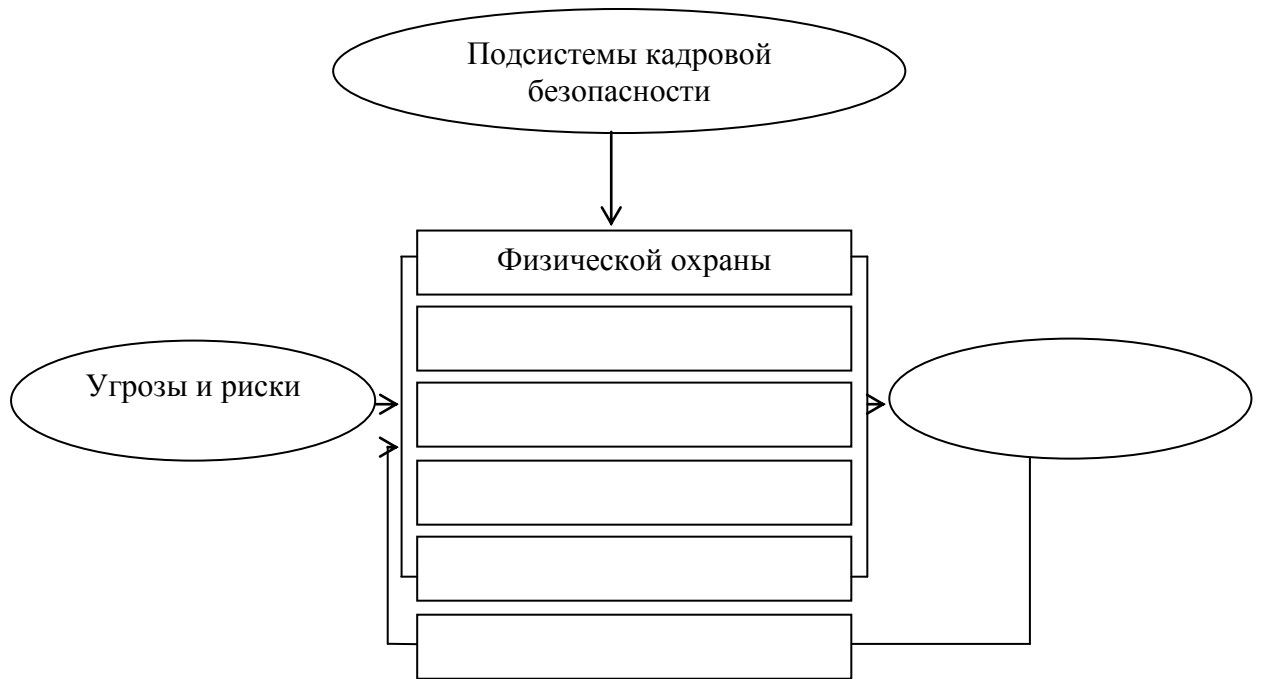 Подсистемы кадровой
безопасности
Физической охраны
Угрозы и риски